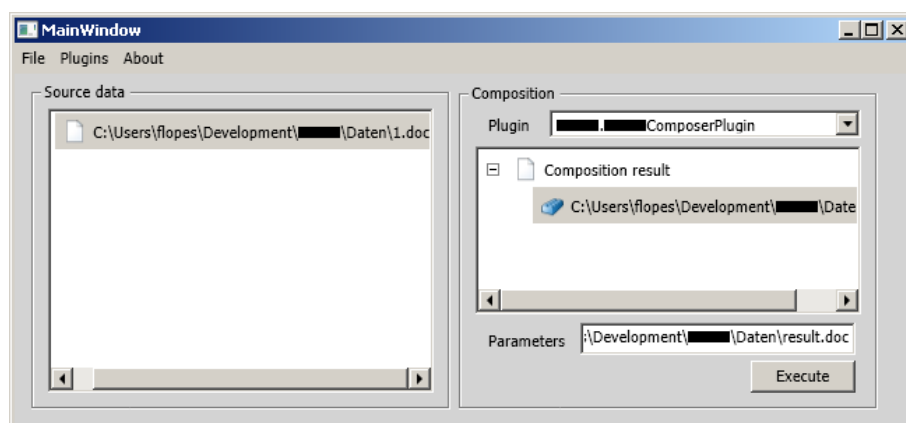 MainWindow
File Plugins About
Source data
C:\Users\flopes\Development\ \Daten\1.doc
Composition
Plugin . ComposerPlugin
Composition result
C:\Users\flopes\Development\ \Date
Parameters \Development\ \Daten\result.doc
Execute